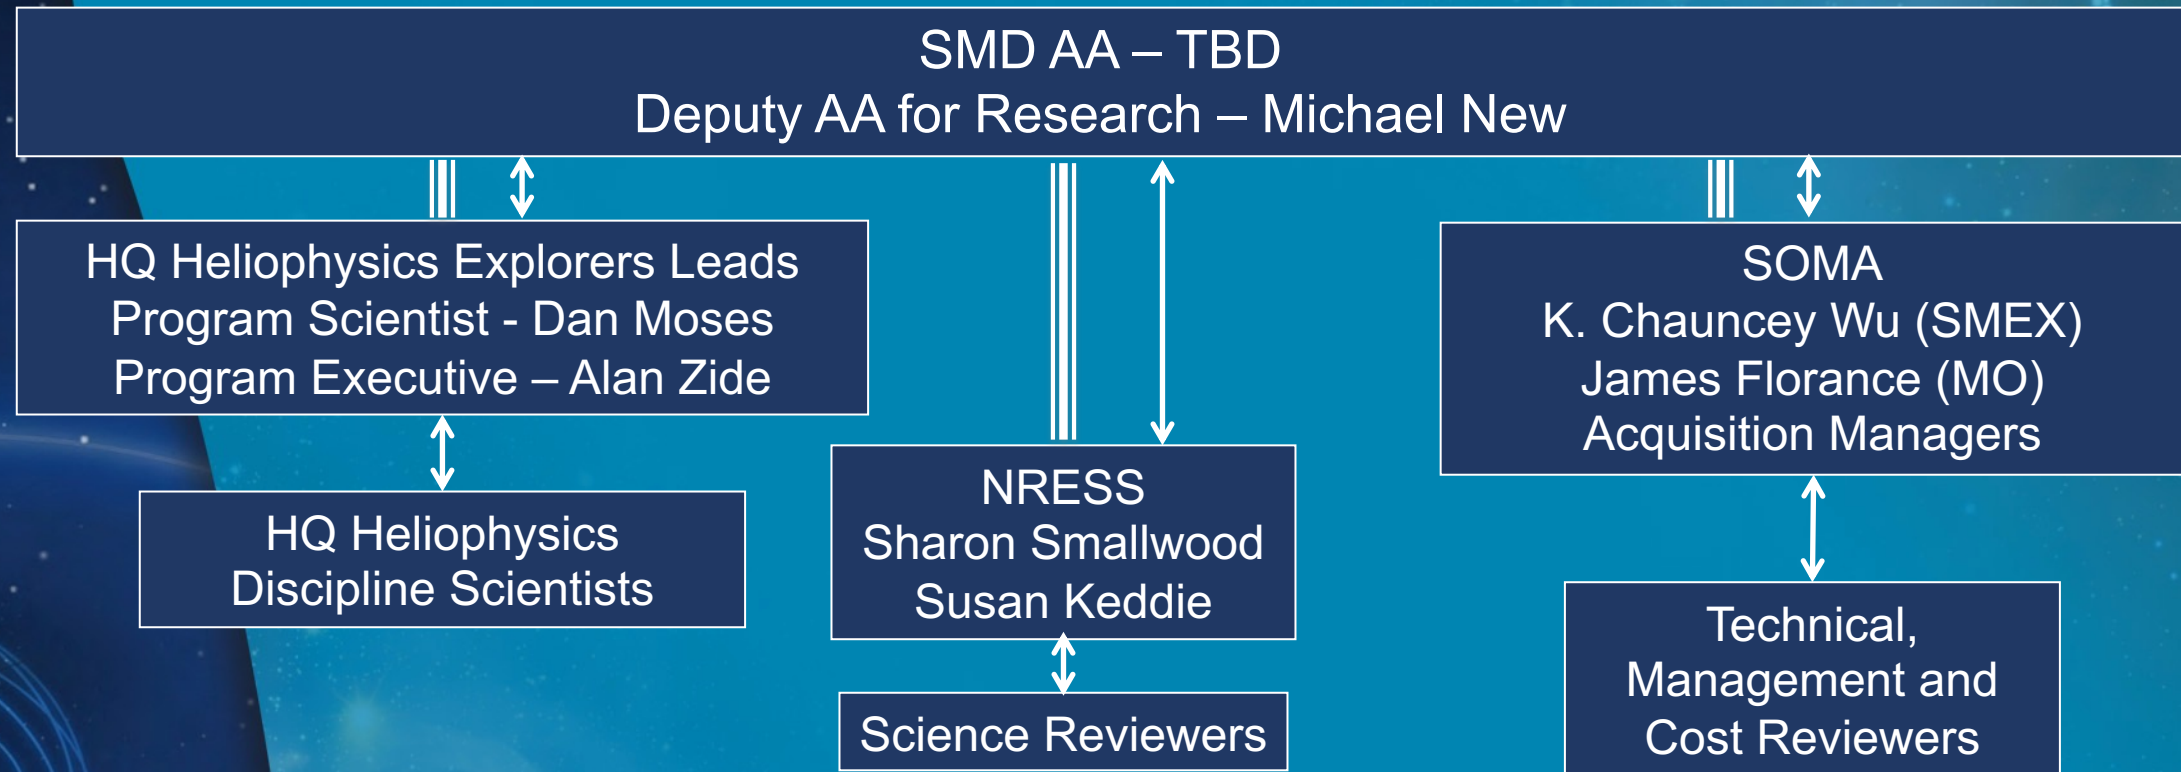 SMD AA – TBD
Deputy AA for Research – Michael New
HQ Heliophysics Explorers Leads
Program Scientist - Dan Moses
Program Executive – Alan Zide
SOMA
K. Chauncey Wu (SMEX)
James Florance (MO)
Acquisition Managers
HQ Heliophysics
Discipline Scientists
NRESS
Sharon Smallwood
Susan Keddie
Technical,
Management and
Cost Reviewers
Science Reviewers